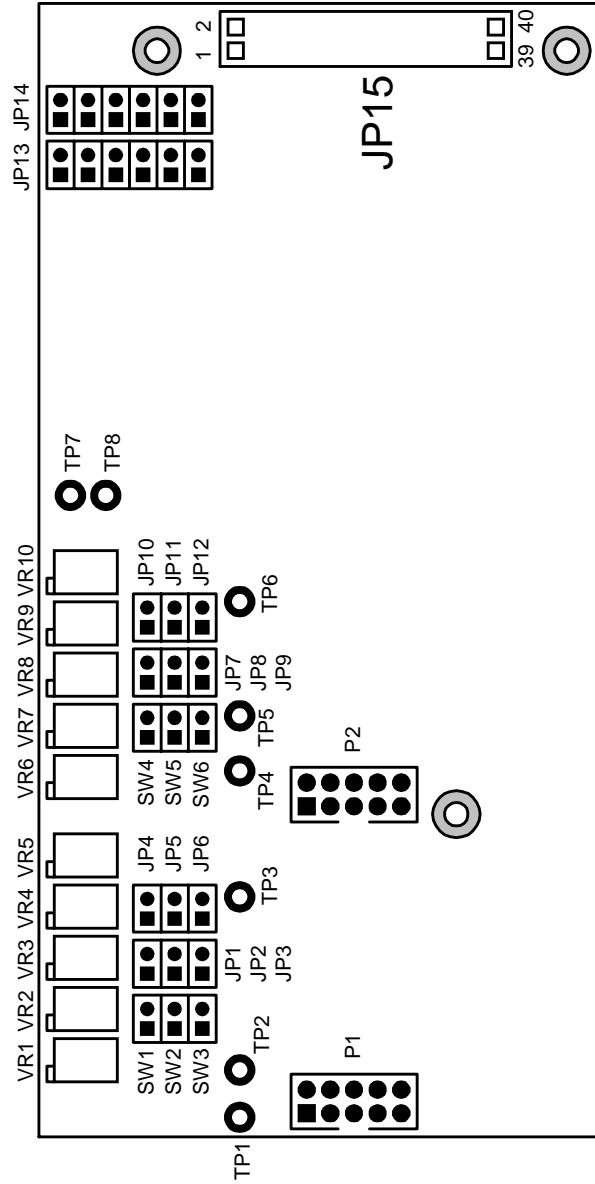 VR1 VR2 VR3 VR4 VR5 VR6 VR7 VR8 VR9 VR10
JP13 JP14
TP7
TP8
1 2
39 40
JP15
SW1
SW2
SW3
JP4
JP5
JP6
SW4
SW5
SW6
JP10
JP11
JP12
JP1
JP2
JP3
JP7
JP8
JP9
TP1
TP2
TP3
TP4
TP5
TP6
P1
P2